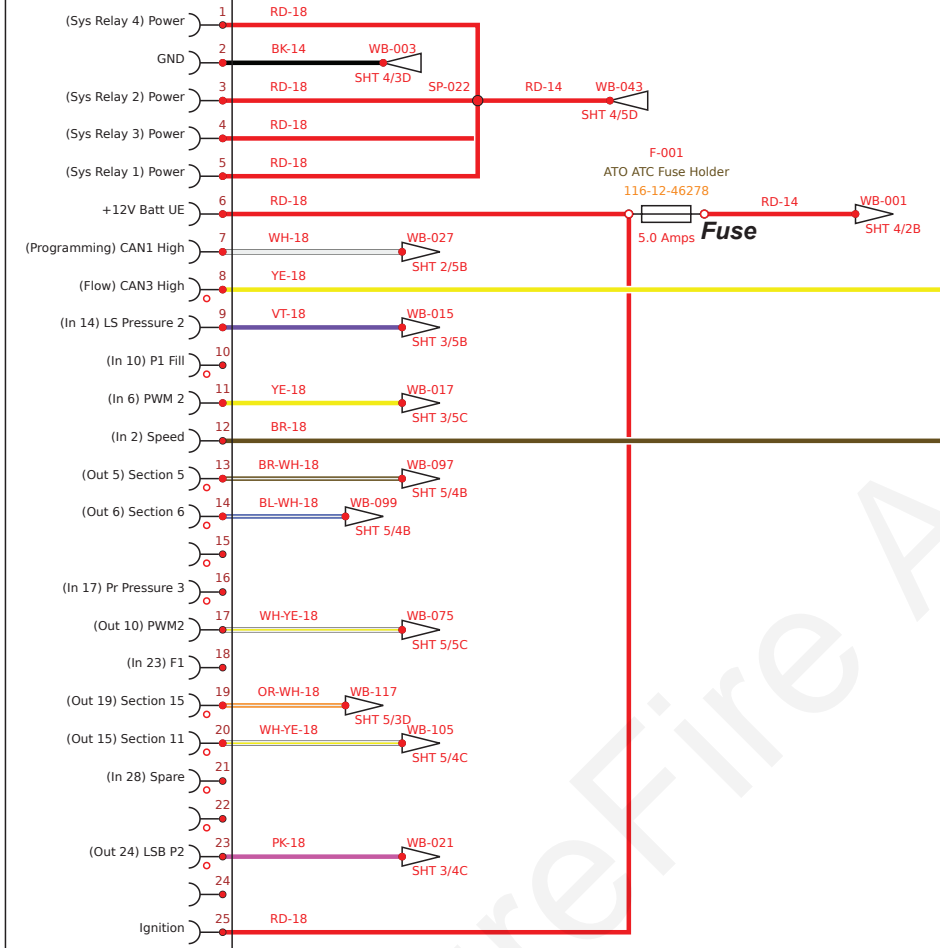 (Sys Relay 4) Power 1 RD-18
GND 2 BK-14 WB-003
SHT 4/3D
(Sys Relay 2) Power 3 RD-18 SP-022 RD-14 WB-043
SHT 4/5D
(Sys Relay 3) Power 4 RD-18
(Sys Relay 1) Power 5 RD-18
F-001
ATO ATC Fuse Holder
116-12-46278
+12V Batt UE 6 RD-18 RD-14 WB-001
5.0 Amps Fuse SHT 4/2B
(Programming) CAN1 High 7 WH-18 WB-027
SHT 2/5B
(Flow) CAN3 High 8 YE-18
(In 14) LS Pressure 2 9 VT-18 WB-015
SHT 3/5B
(In 10) P1 Fill 10
(In 6) PWM 2 11 YE-18 WB-017
SHT 3/5C
(In 2) Speed 12 BR-18
(Out 5) Section 5 13 BR-WH-18 WB-097
SHT 5/4B
(Out 6) Section 6 14 BL-WH-18 WB-099
SHT 5/4B
15
(In 17) Pr Pressure 3 16
(Out 10) PWM2 17 WH-YE-18 WB-075
SHT 5/5C
(In 23) F1 18
(Out 19) Section 15 19 OR-WH-18 WB-117
SHT 5/3D
(Out 15) Section 11 20 WH-YE-18 WB-105
SHT 5/4C
(In 28) Spare 21
22
(Out 24) LSB P2 23 PK-18 WB-021
SHT 3/4C
24
Ignition 25 RD-18